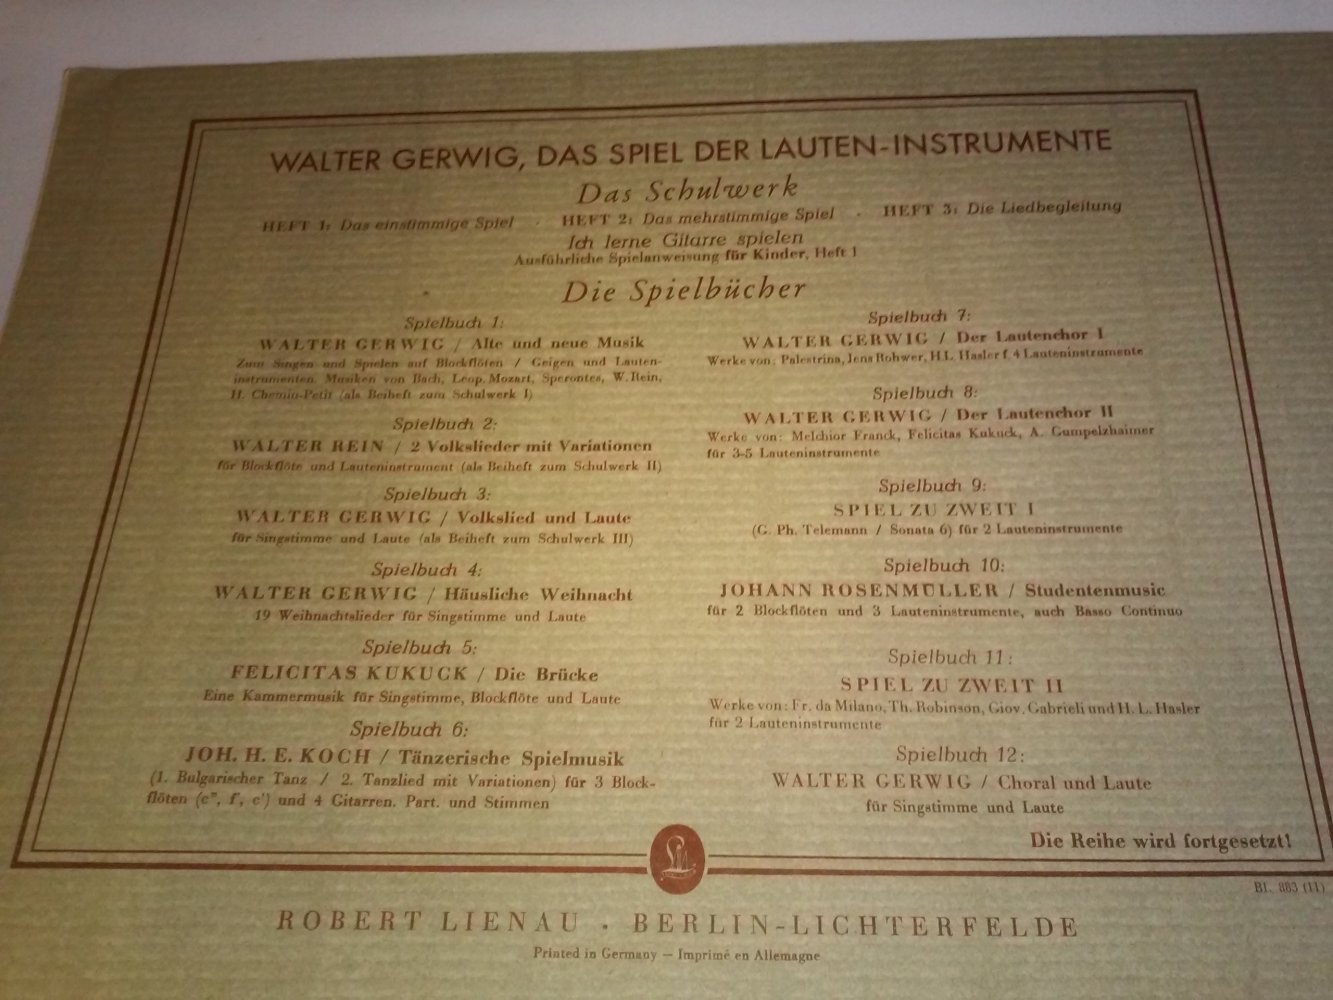 WALTER GERWIG, DAS SPIEL DER LAUTEN-INSTRUMENTE
Das Schulwerk
HEFT 1: Das einstimmige Spiel · HEFT 2: Das mehrstimmige Spiel · HEFT 3: Die Liedbegleitung
Ich lerne Gitarre spielen
Ausführliche Spielanweisung für Kinder, Heft 1
Die Spielbücher
Spielbuch 1:
WALTER GERWIG / Alte und neue Musik
Zum Singen und Spielen auf Blockflöten / Geigen und Lauten-
instrumenten. Musiken von Bach, Leop. Mozart, Sperontes, W. Rein,
H. Chemin-Petit (als Beiheft zum Schulwerk I)
Spielbuch 2:
WALTER REIN / 2 Volkslieder mit Variationen
für Blockflöte und Lauteninstrument (als Beiheft zum Schulwerk II)
Spielbuch 3:
WALTER GERWIG / Volkslied und Laute
für Singstimme und Laute (als Beiheft zum Schulwerk III)
Spielbuch 4:
WALTER GERWIG / Häusliche Weihnacht
19 Weihnachtslieder für Singstimme und Laute
Spielbuch 5:
FELICITAS KUKUCK / Die Brücke
Eine Kammermusik für Singstimme, Blockflöte und Laute
Spielbuch 6:
JOH. H. E. KOCH / Tänzerische Spielmusik
(1. Bulgarischer Tanz / 2. Tanzlied mit Variationen) für 3 Block-
flöten (c", f', c') und 4 Gitarren. Part. und Stimmen
Spielbuch 7:
WALTER GERWIG / Der Lautenchor I
Werke von: Palestrina, Jens Rohwer, H. L. Hasler f. 4 Lauteninstrumente
Spielbuch 8:
WALTER GERWIG / Der Lautenchor II
Werke von: Melchior Franck, Felicitas Kukuck, A. Gumpelzhaimer
für 3-5 Lauteninstrumente
Spielbuch 9:
SPIEL ZU ZWEIT I
(G. Ph. Telemann / Sonata 6) für 2 Lauteninstrumente
Spielbuch 10:
JOHANN ROSENMÜLLER / Studentenmusic
für 2 Blockflöten und 3 Lauteninstrumente, auch Basso Continuo
Spielbuch 11:
SPIEL ZU ZWEIT II
Werke von: Fr. da Milano, Th. Robinson, Giov. Gabrieli und H. L. Hasler
für 2 Lauteninstrumente
Spielbuch 12:
WALTER GERWIG / Choral und Laute
für Singstimme und Laute
Die Reihe wird fortgesetzt!
Bl. 883 (11)
ROBERT LIENAU · BERLIN-LICHTERFELDE
Printed in Germany — Imprimé en Allemagne